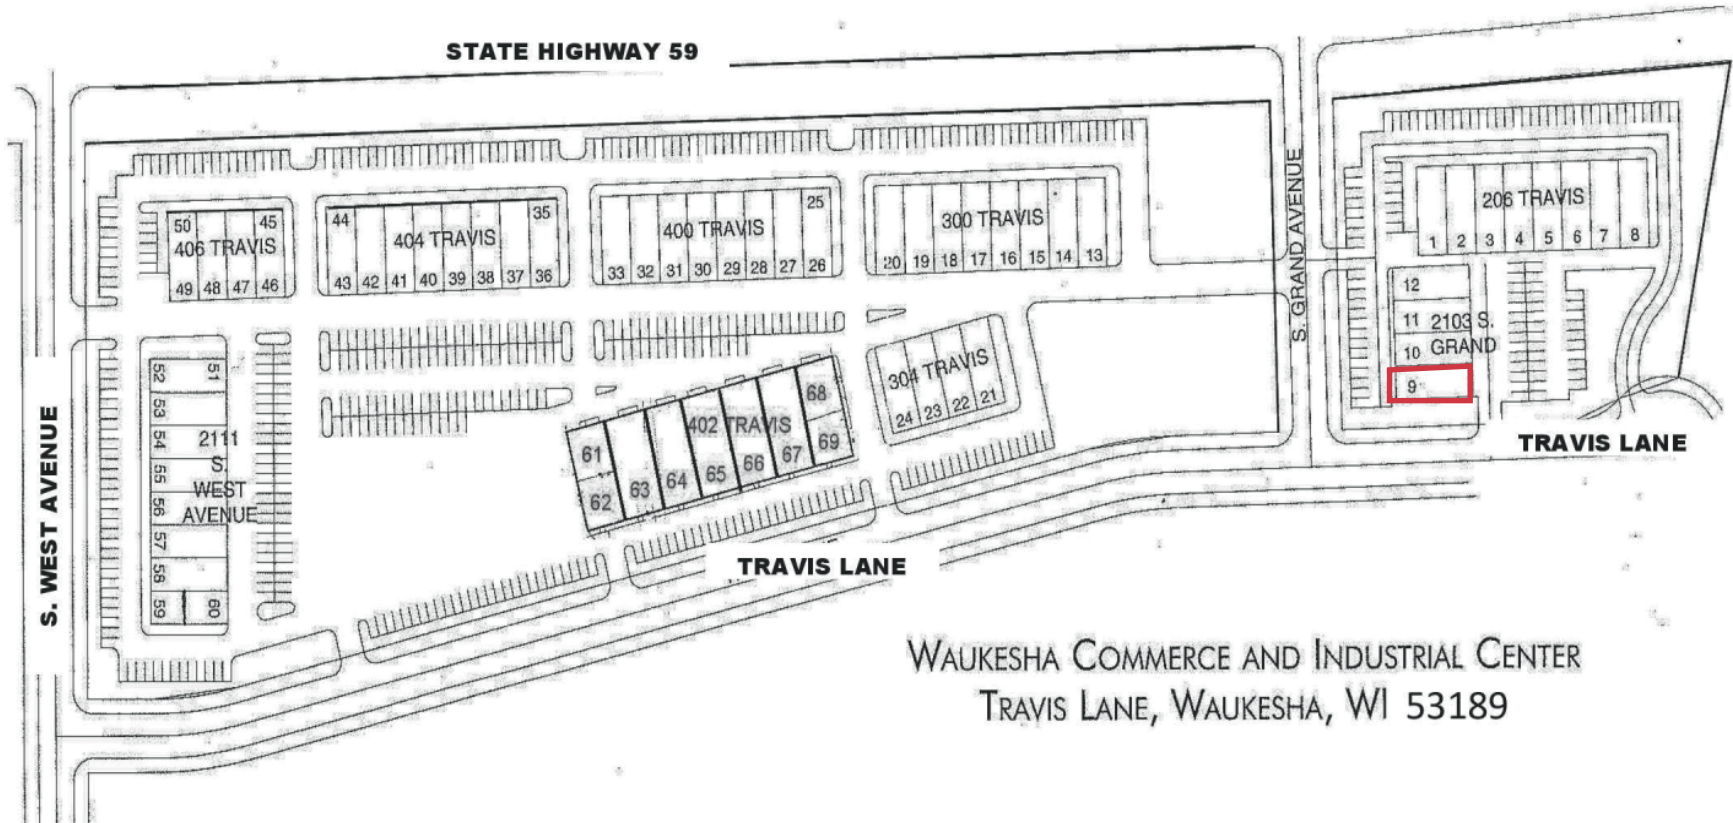 STATE HIGHWAY 59
S. WEST AVENUE
50 45
406 TRAVIS
49 48 47 46
44 35
404 TRAVIS
43 42 41 40 39 38 37 36
25
400 TRAVIS
33 32 31 30 29 28 27 26
300 TRAVIS
20 19 18 17 16 15 14 13
S. GRAND AVENUE
206 TRAVIS
1 2 3 4 5 6 7 8
12
11 2103 S.
10 GRAND
9
TRAVIS LANE
304 TRAVIS
24 23 22 21
68
402 TRAVIS
61 69
62 63 64 65 66 67
52 51
53
54 2111
S.
55 WEST
56 AVENUE
57
58
59 60
TRAVIS LANE
WAUKESHA COMMERCE AND INDUSTRIAL CENTER
TRAVIS LANE, WAUKESHA, WI 53189